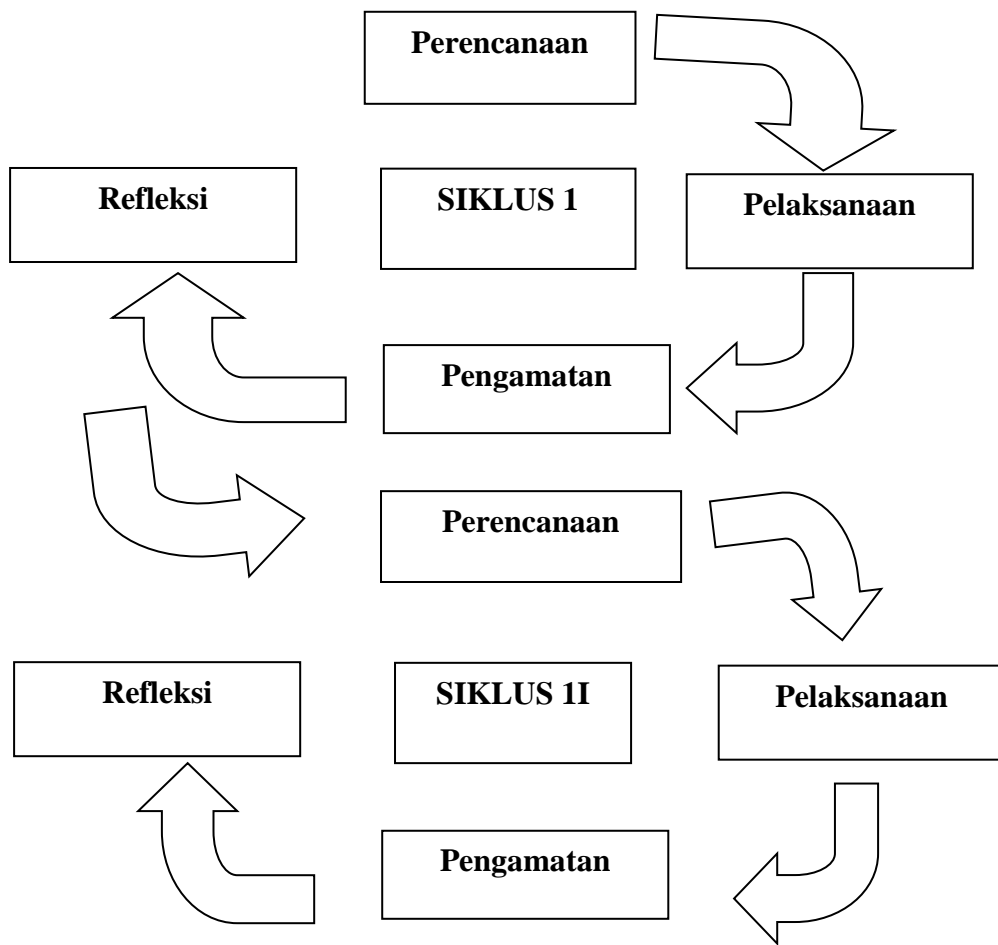 Perencanaan
Refleksi
SIKLUS 1
Pelaksanaan
Pengamatan
Perencanaan
Refleksi
SIKLUS 1I
Pelaksanaan
Pengamatan